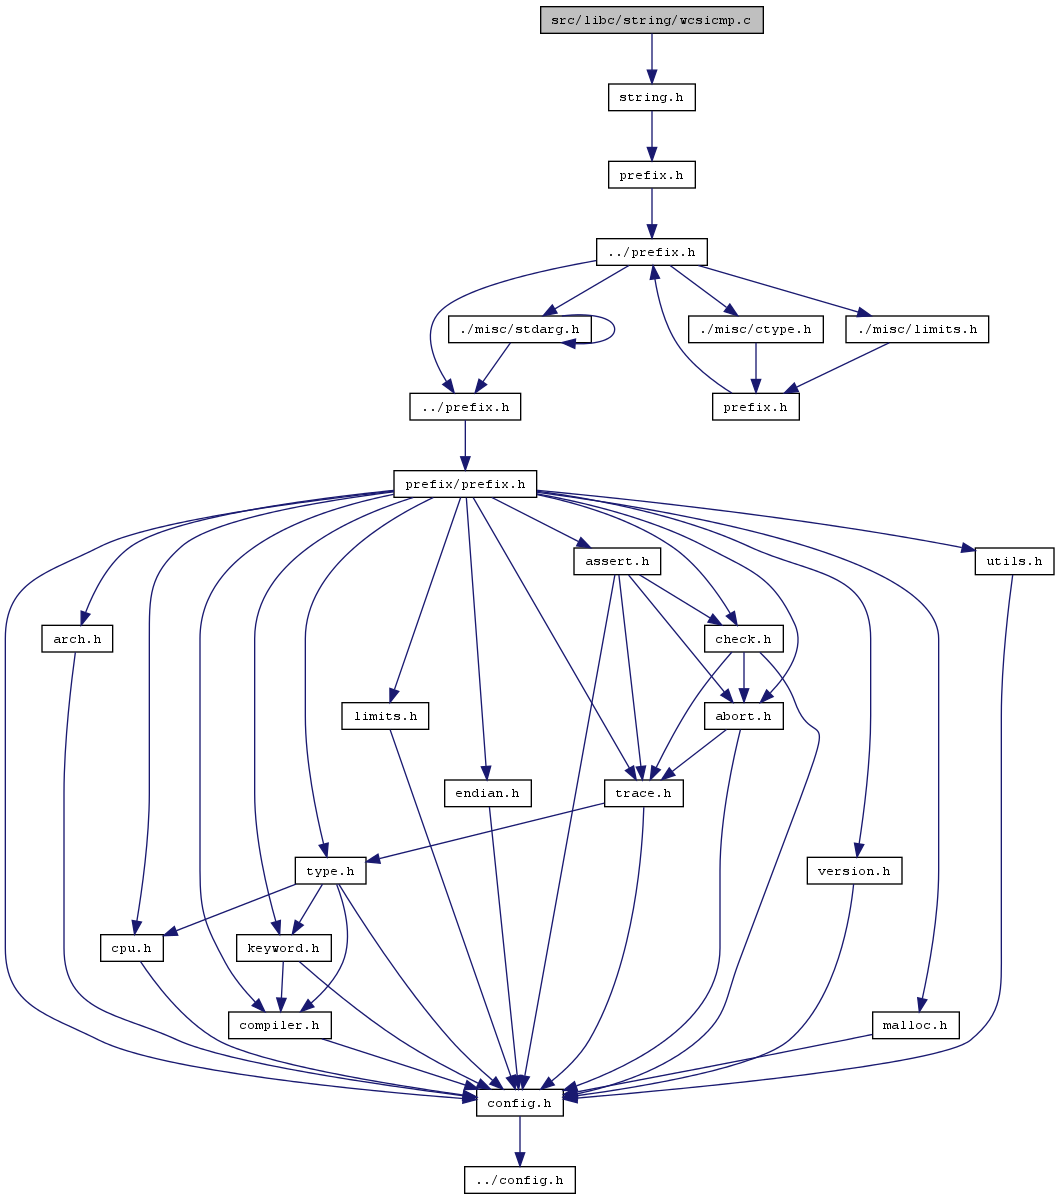 src/libc/string/wcsicmp.c
string.h
prefix.h
../prefix.h
./misc/stdarg.h
./misc/ctype.h
./misc/limits.h
../prefix.h
prefix.h
prefix/prefix.h
assert.h
utils.h
arch.h
check.h
limits.h
abort.h
endian.h
trace.h
type.h
version.h
cpu.h
keyword.h
compiler.h
malloc.h
config.h
../config.h